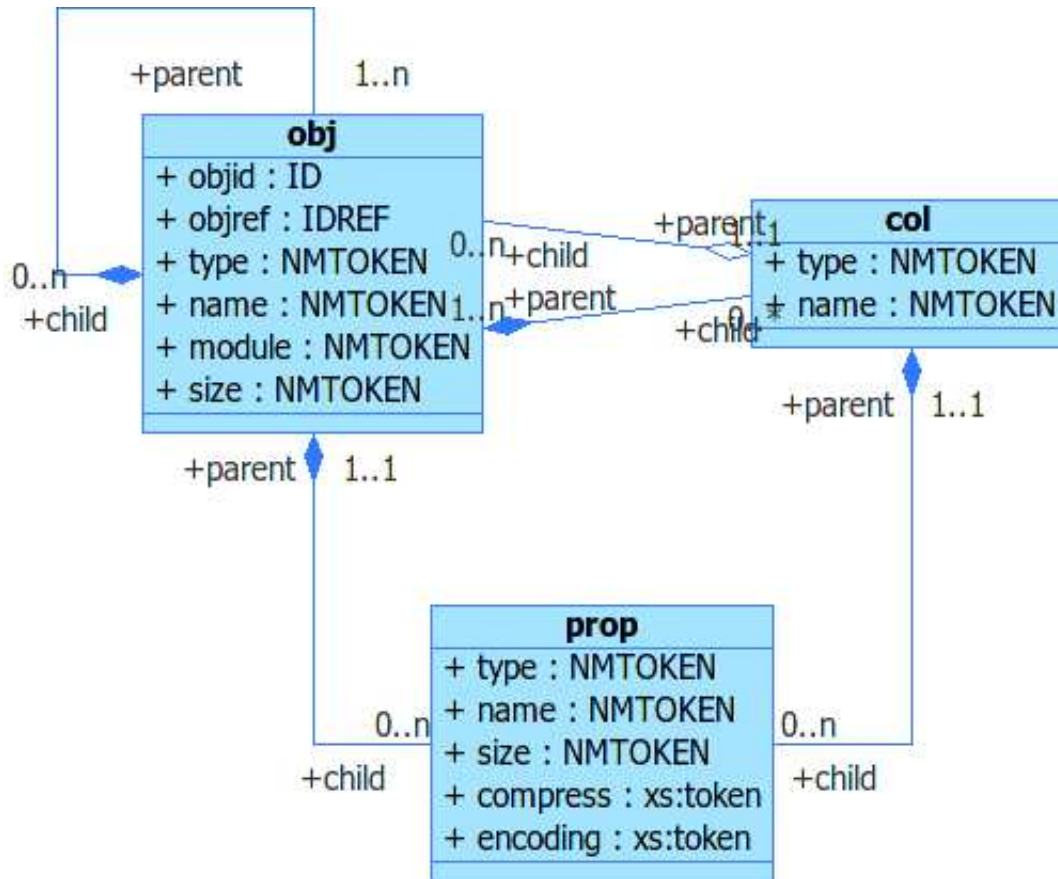 +parent 1..n
obj
+ objid : ID
+ objref : IDREF
+ type : NMTOKEN
+ name : NMTOKEN
+ module : NMTOKEN
+ size : NMTOKEN
0..n
+child
0..n
+child
+parent
1..1
1..n
+parent
+child
0..*
col
+ type : NMTOKEN
+ name : NMTOKEN
+parent 1..1
+parent 1..1
prop
+ type : NMTOKEN
+ name : NMTOKEN
+ size : NMTOKEN
+ compress : xs:token
+ encoding : xs:token
0..n
+child
0..n
+child